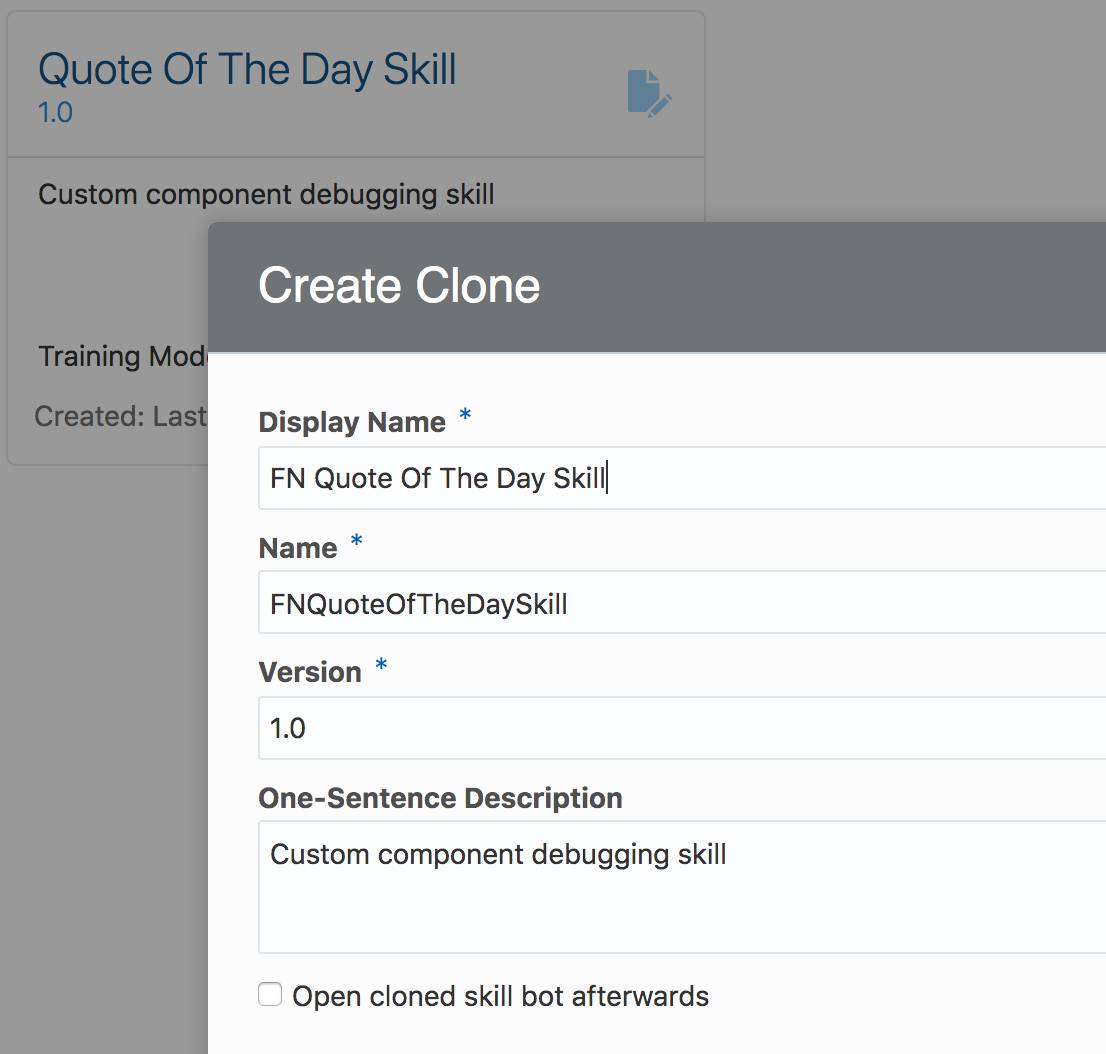 Quote Of The Day Skill
1.0
Custom component debugging skill
Training
Created: Last
Create Clone
Display Name *
FN Quote Of The Day Skill
Name *
FNQuoteOfTheDaySkill
Version *
1.0
One-Sentence Description
Custom component debugging skill
Open cloned skill bot afterwards